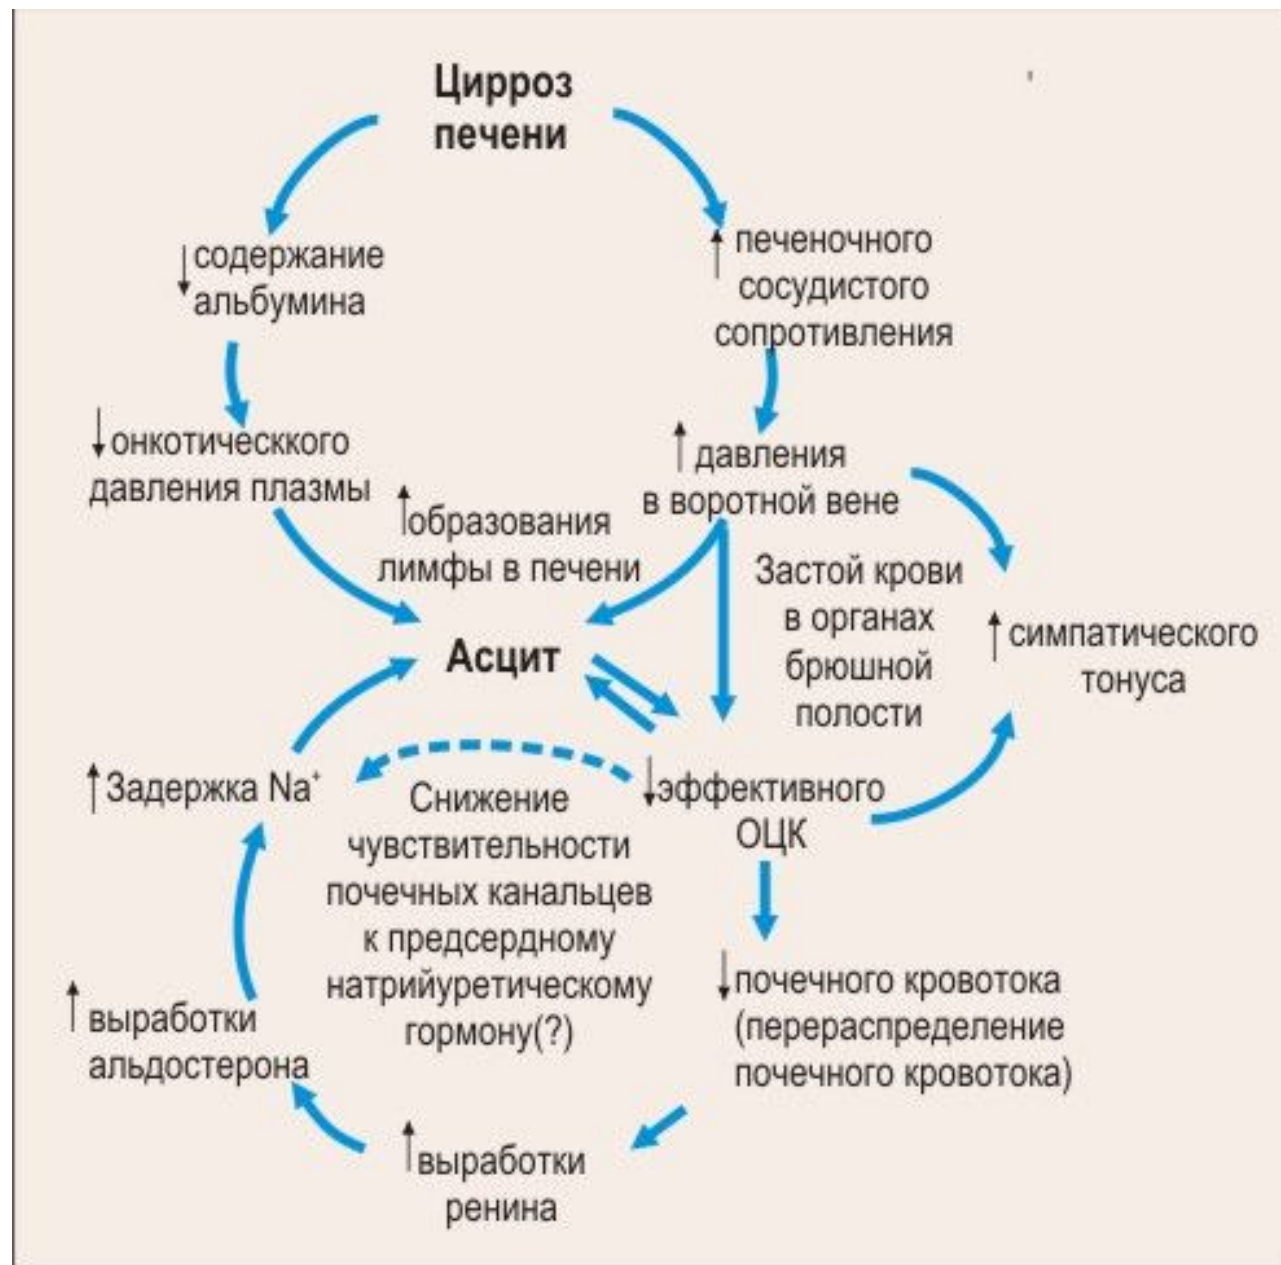 Цирроз
печени
↓содержание
альбумина
↑ печеночного
сосудистого
сопротивления
↓онкотическкого
давления плазмы
↑образования
лимфы в печени
↑ давления
в воротной вене
Застой крови
в органах
брюшной
полости
↑симпатического
тонуса
Асцит
↑Задержка Na⁺
Снижение
чувствительности
почечных канальцев
к предсердному
натрийуретическому
гормону(?)
↓эффективного
ОЦК
↓почечного кровотока
(перераспределение
почечного кровотока)
↑ выработки
альдостерона
↑выработки
ренина